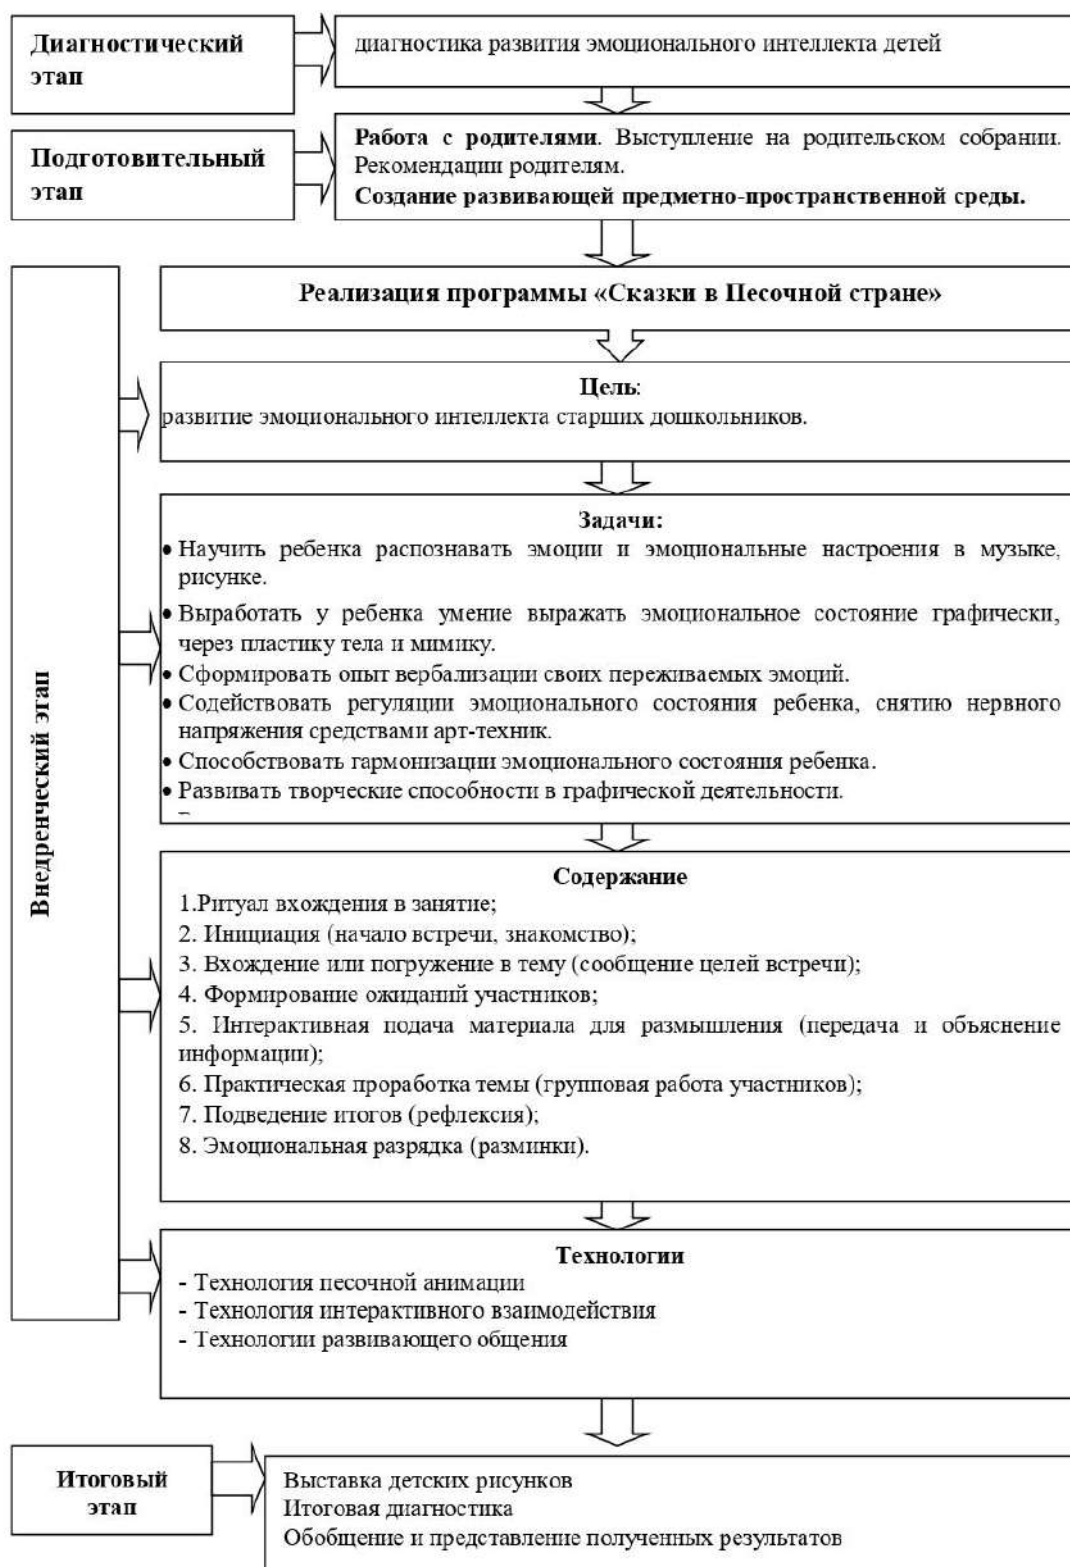 Диагностический
этап
диагностика развития эмоционального интеллекта детей
Подготовительный
этап
Работа с родителями. Выступление на родительском собрании.
Рекомендации родителям.
Создание развивающей предметно-пространственной среды.
Внедренческий этап
Реализация программы «Сказки в Песочной стране»
Цель:
развитие эмоционального интеллекта старших дошкольников.
Задачи:
• Научить ребенка распознавать эмоции и эмоциональные настроения в музыке,
рисунке.
• Выработать у ребенка умение выражать эмоциональное состояние графически,
через пластику тела и мимику.
• Сформировать опыт вербализации своих переживаемых эмоций.
• Содействовать регуляции эмоционального состояния ребенка, снятию нервного
напряжения средствами арт-техник.
• Способствовать гармонизации эмоционального состояния ребенка.
• Развивать творческие способности в графической деятельности.
Содержание
1.Ритуал вхождения в занятие;
2. Инициация (начало встречи, знакомство);
3. Вхождение или погружение в тему (сообщение целей встречи);
4. Формирование ожиданий участников;
5. Интерактивная подача материала для размышления (передача и объяснение
информации);
6. Практическая проработка темы (групповая работа участников);
7. Подведение итогов (рефлексия);
8. Эмоциональная разрядка (разминки).
Технологии
- Технология песочной анимации
- Технология интерактивного взаимодействия
- Технологии развивающего общения
Итоговый
этап
Выставка детских рисунков
Итоговая диагностика
Обобщение и представление полученных результатов